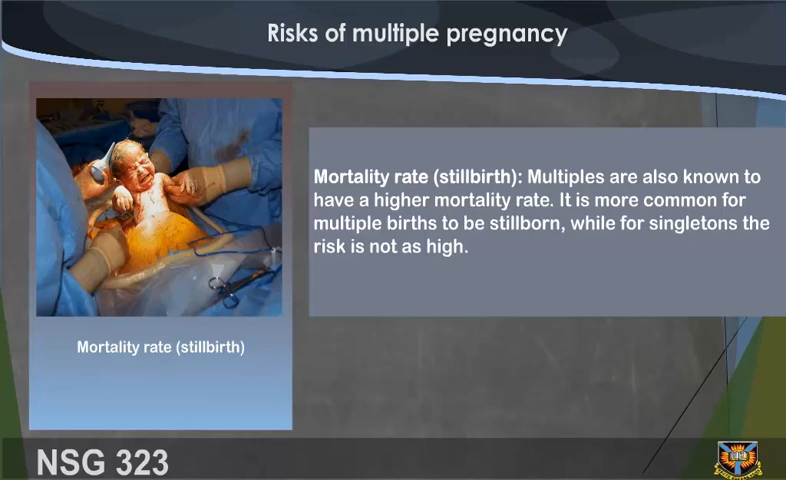 Risks of multiple pregnancy
Mortality rate (stillbirth): Multiples are also known to
have a higher mortality rate. It is more common for
multiple births to be stillborn, while for singletons the
risk is not as high.
Mortality rate (stillbirth)
NSG 323